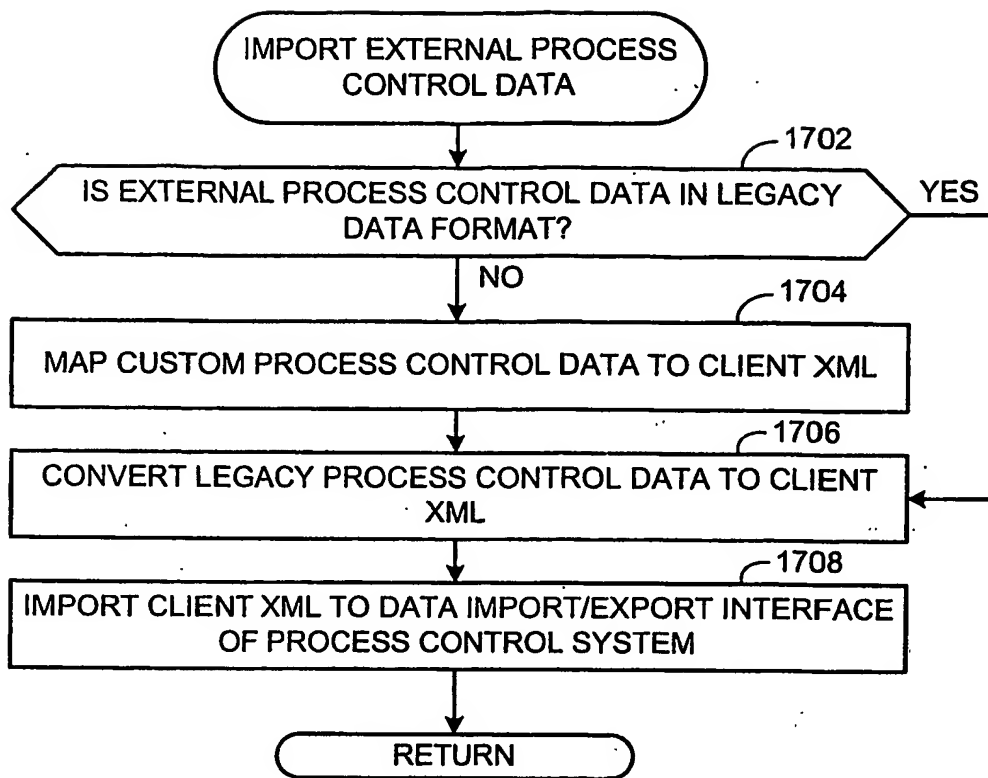 IMPORT EXTERNAL PROCESS
CONTROL DATA
1702
IS EXTERNAL PROCESS CONTROL DATA IN LEGACY
DATA FORMAT?
YES
NO
1704
MAP CUSTOM PROCESS CONTROL DATA TO CLIENT XML
1706
CONVERT LEGACY PROCESS CONTROL DATA TO CLIENT
XML
1708
IMPORT CLIENT XML TO DATA IMPORT/EXPORT INTERFACE
OF PROCESS CONTROL SYSTEM
RETURN